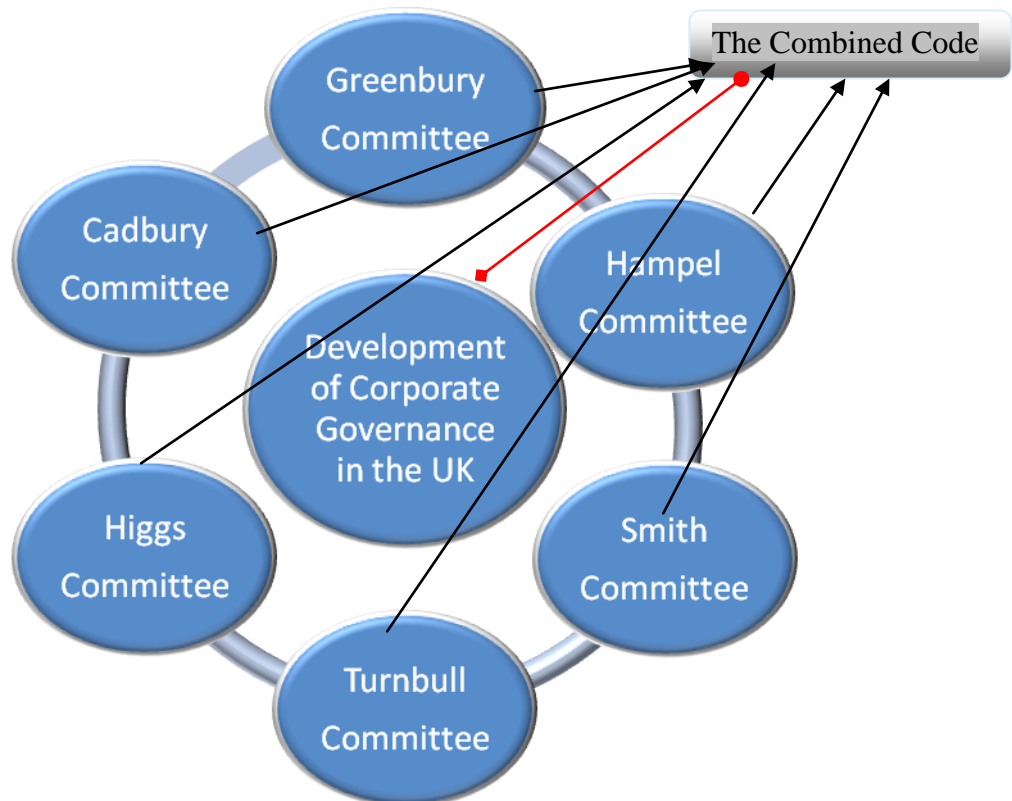 The Combined Code
Greenbury
Committee
Cadbury
Committee
Hampel
Committee
Development
of Corporate
Governance
in the UK
Higgs
Committee
Smith
Committee
Turnbull
Committee